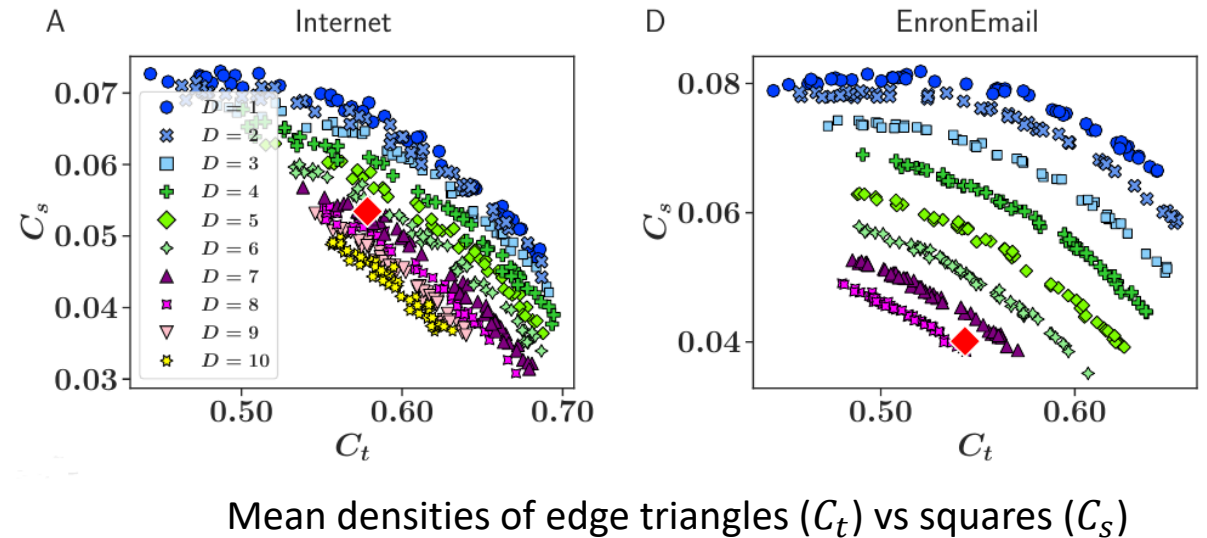 A Internet
D EnronEmail
0.07
0.06
0.05
0.04
0.03
C_s
D = 1
D = 2
D = 3
D = 4
D = 5
D = 6
D = 7
D = 8
D = 9
D = 10
0.50 0.60 0.70
C_t
0.08
0.06
0.04
C_s
0.50 0.60
C_t
Mean densities of edge triangles (C_t) vs squares (C_s)